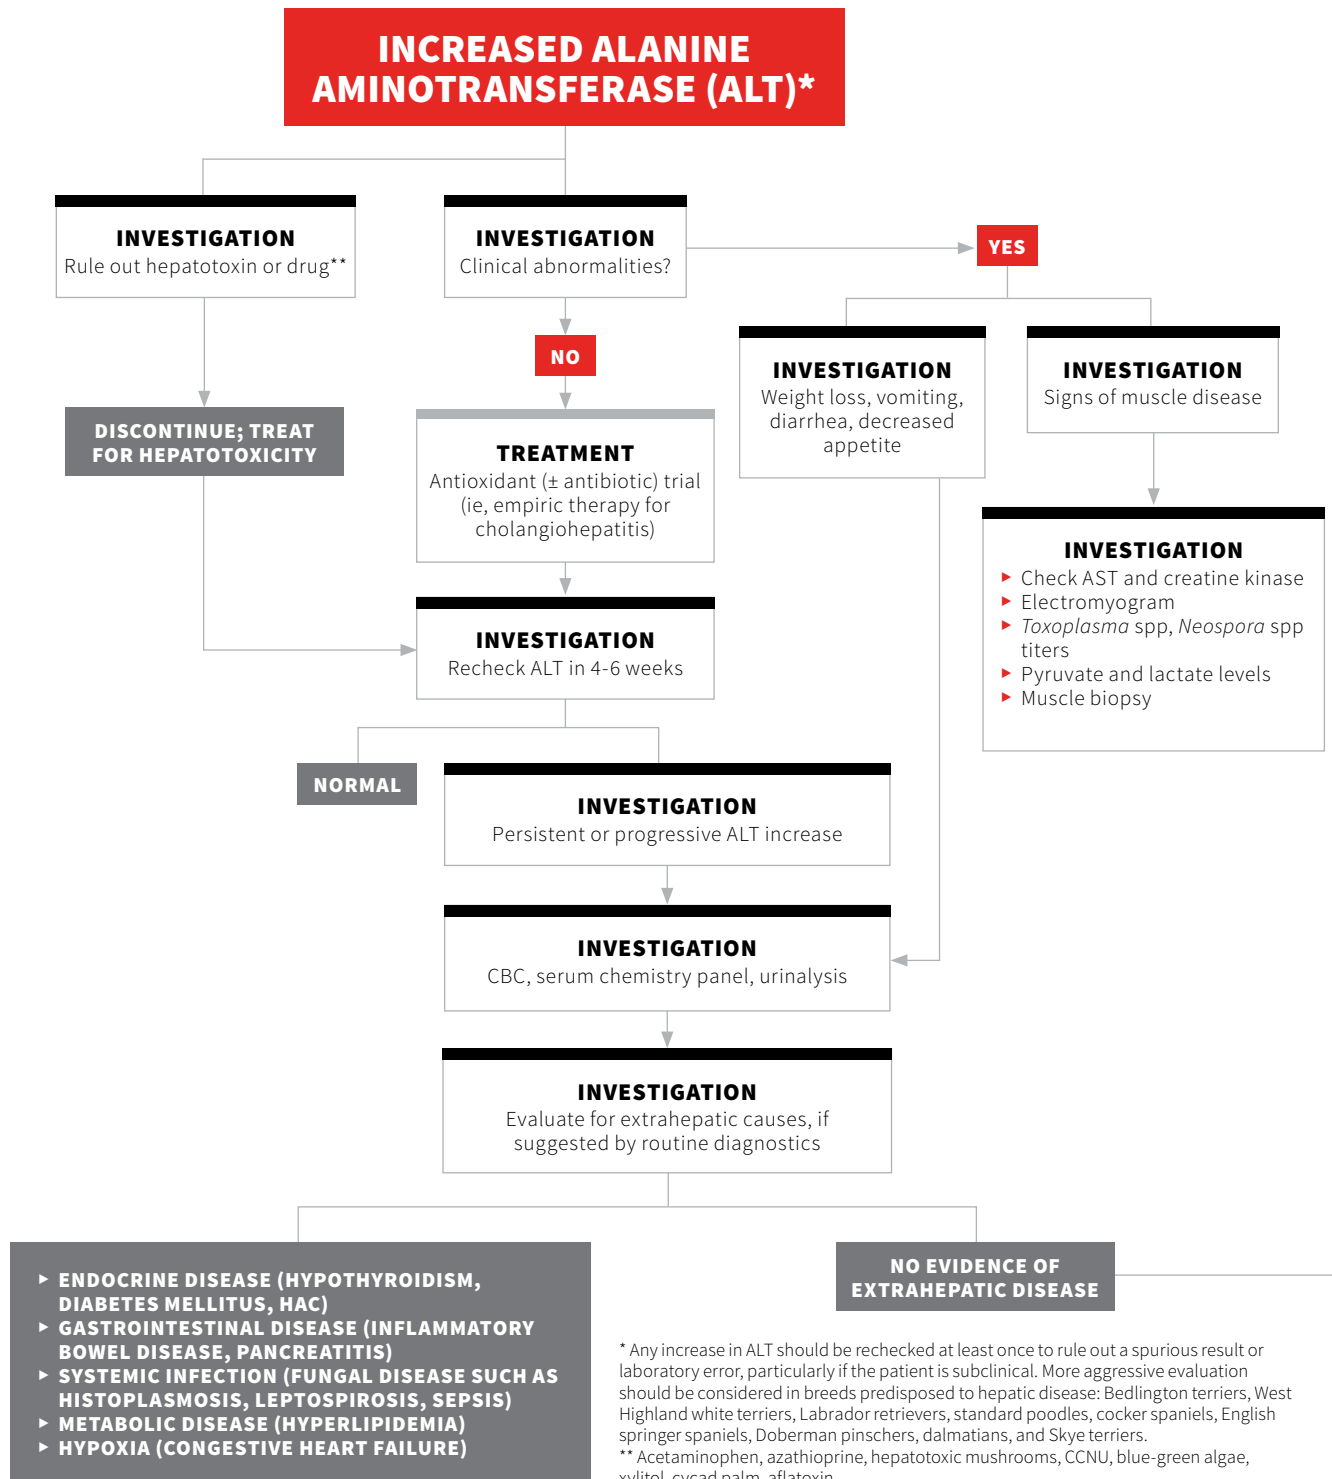 INCREASED ALANINE
AMINOTRANSFERASE (ALT)*
INVESTIGATION
Rule out hepatotoxin or drug**
INVESTIGATION
Clinical abnormalities?
YES
NO
DISCONTINUE; TREAT
FOR HEPATOTOXICITY
TREATMENT
Antioxidant (± antibiotic) trial
(ie, empiric therapy for
cholangiohepatitis)
INVESTIGATION
Weight loss, vomiting,
diarrhea, decreased
appetite
INVESTIGATION
Signs of muscle disease
INVESTIGATION
► Check AST and creatine kinase
► Electromyogram
► Toxoplasma spp, Neospora spp
titers
► Pyruvate and lactate levels
► Muscle biopsy
INVESTIGATION
Recheck ALT in 4-6 weeks
NORMAL
INVESTIGATION
Persistent or progressive ALT increase
INVESTIGATION
CBC, serum chemistry panel, urinalysis
INVESTIGATION
Evaluate for extrahepatic causes, if
suggested by routine diagnostics
► ENDOCRINE DISEASE (HYPOTHYROIDISM,
DIABETES MELLITUS, HAC)
► GASTROINTESTINAL DISEASE (INFLAMMATORY
BOWEL DISEASE, PANCREATITIS)
► SYSTEMIC INFECTION (FUNGAL DISEASE SUCH AS
HISTOPLASMOSIS, LEPTOSPIROSIS, SEPSIS)
► METABOLIC DISEASE (HYPERLIPIDEMIA)
► HYPOXIA (CONGESTIVE HEART FAILURE)
NO EVIDENCE OF
EXTRAHEPATIC DISEASE
* Any increase in ALT should be rechecked at least once to rule out a spurious result or
laboratory error, particularly if the patient is subclinical. More aggressive evaluation
should be considered in breeds predisposed to hepatic disease: Bedlington terriers, West
Highland white terriers, Labrador retrievers, standard poodles, cocker spaniels, English
springer spaniels, Doberman pinschers, dalmatians, and Skye terriers.
** Acetaminophen, azathioprine, hepatotoxic mushrooms, CCNU, blue-green algae,
xylitol, cycad palm, aflatoxin